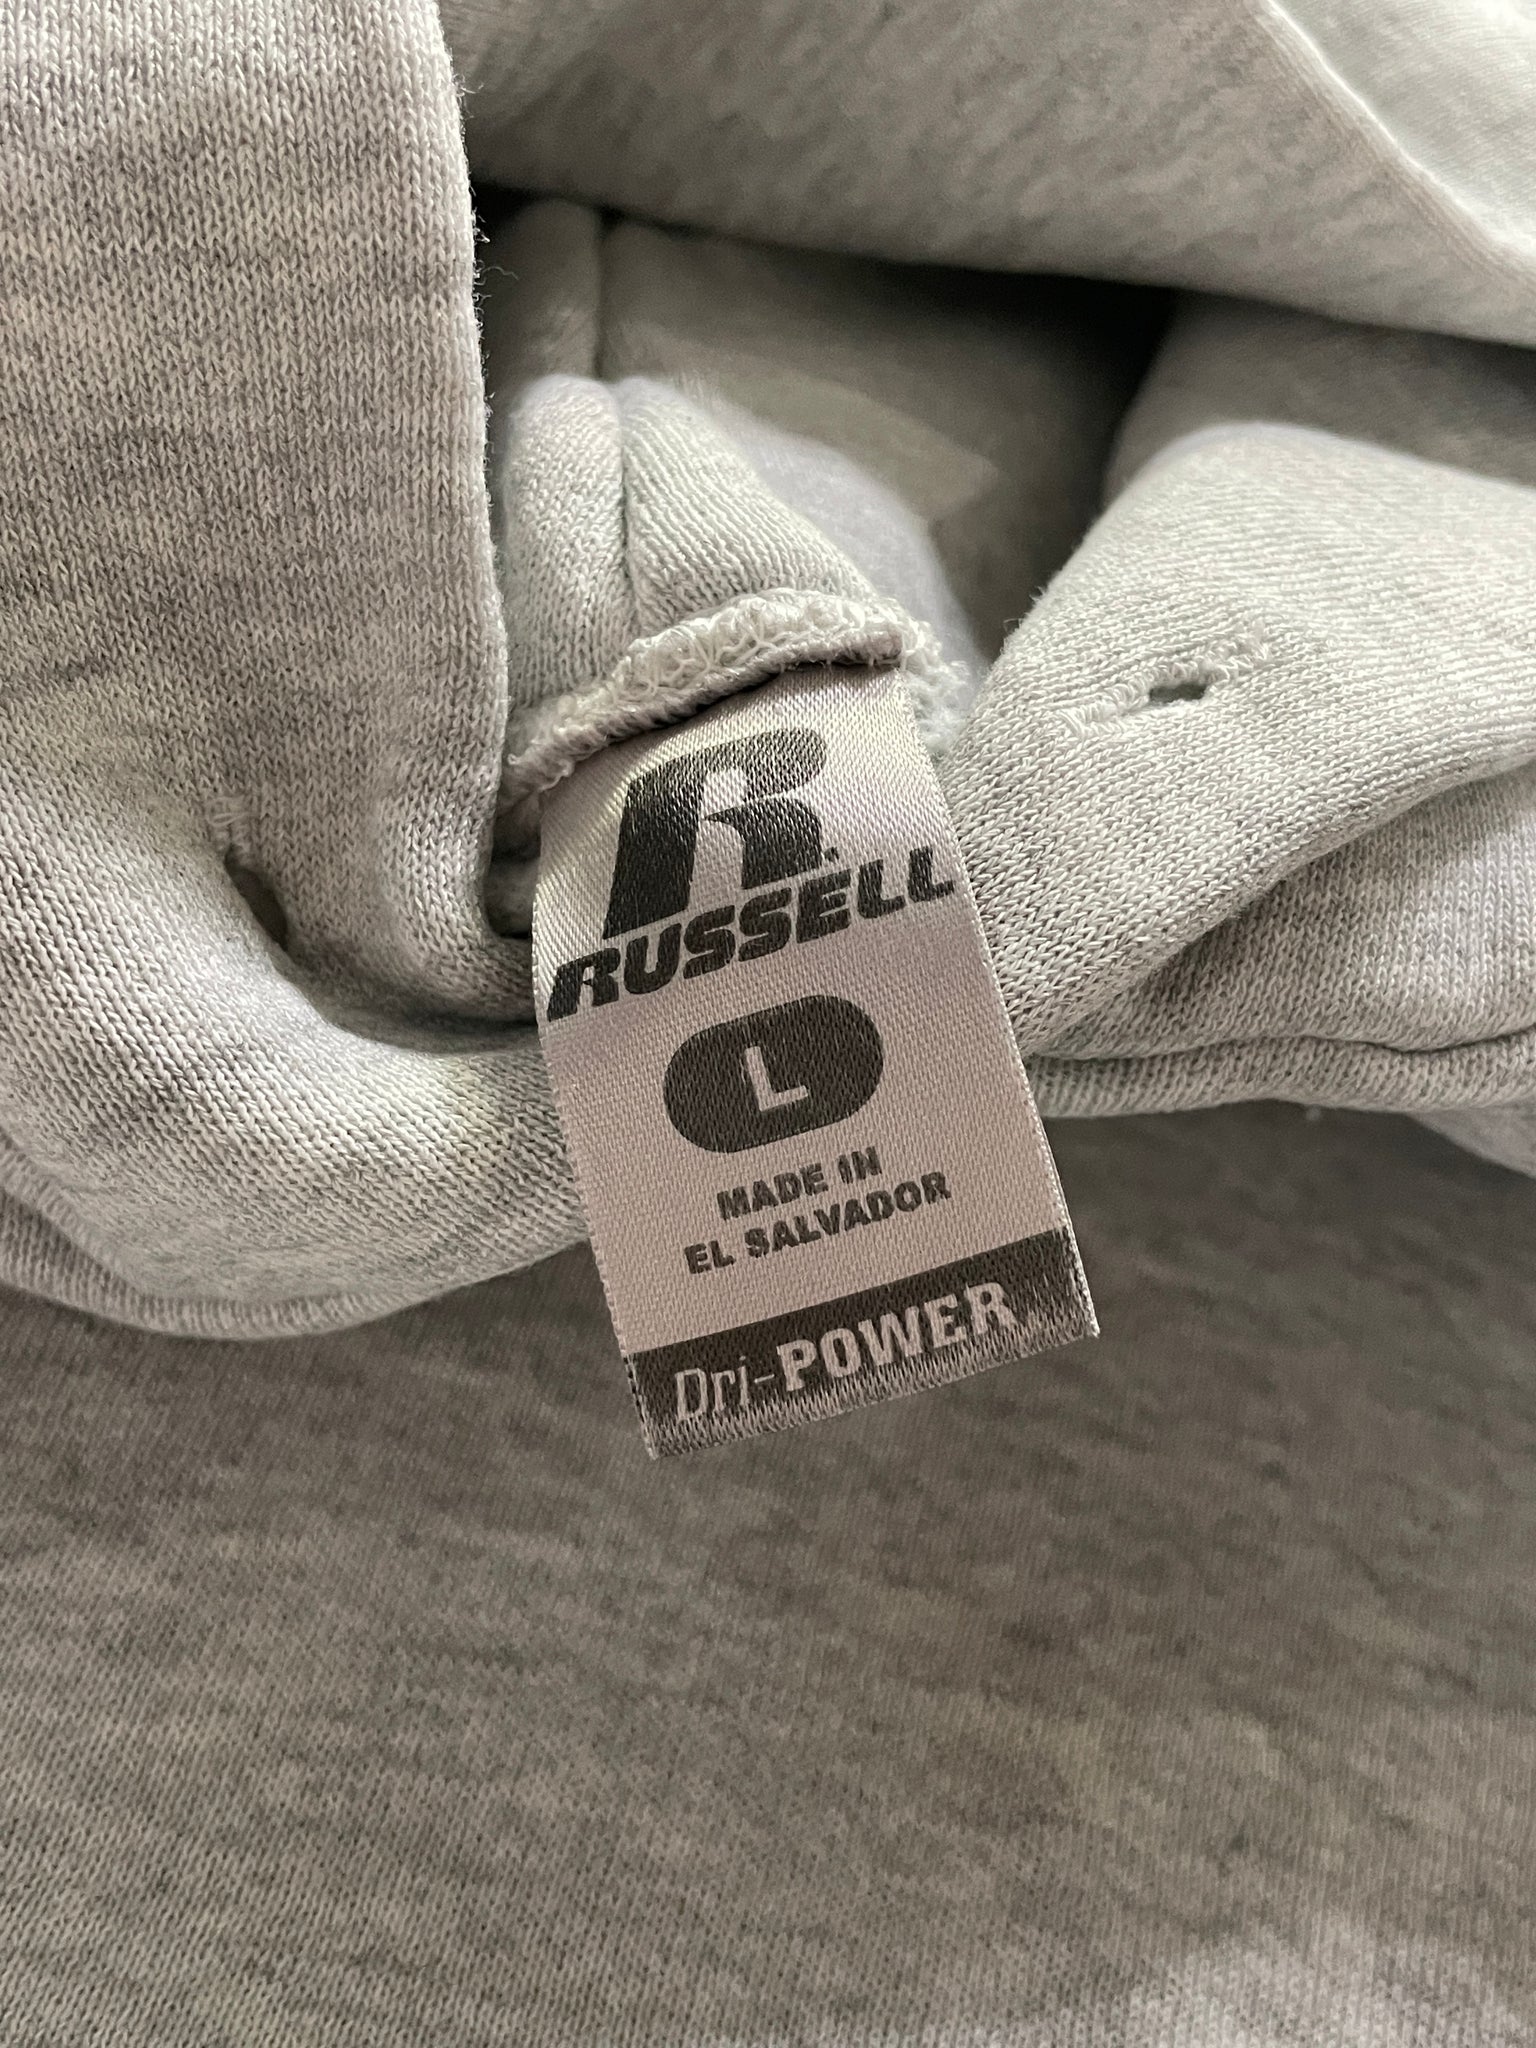 R
RUSSELL
L
MADE IN
EL SALVADOR
Dri-POWER